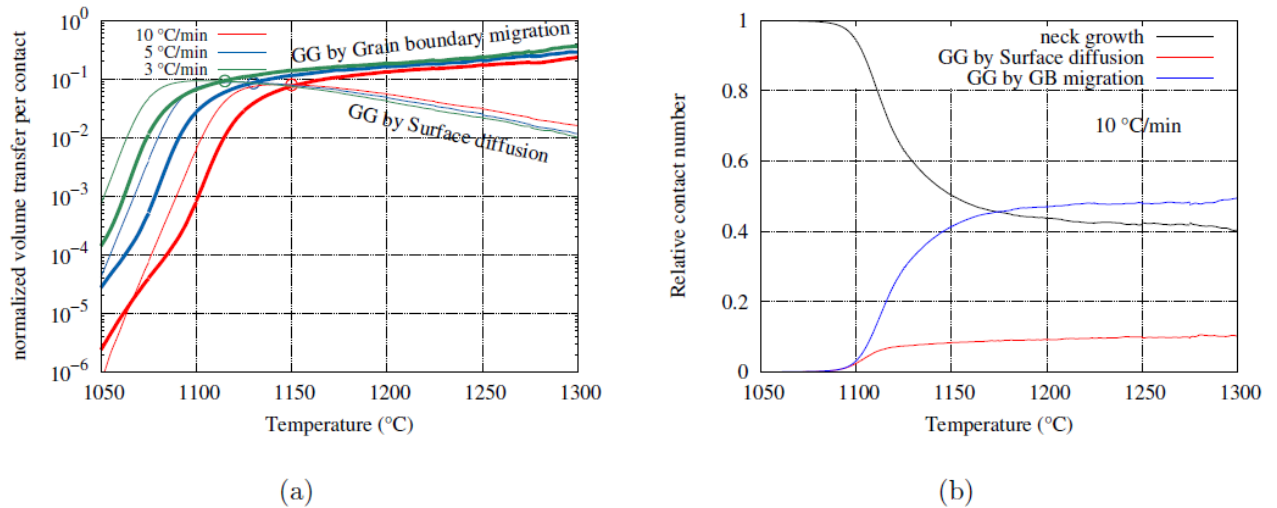 normalized volume transfer per contact
10⁰
10⁻¹
10⁻²
10⁻³
10⁻⁴
10⁻⁵
10⁻⁶
10 °C/min
5 °C/min
3 °C/min
GG by Grain boundary migration
GG by Surface diffusion
1050 1100 1150 1200 1250 1300
Temperature (°C)
(a)
Relative contact number
1
0.8
0.6
0.4
0.2
0
neck growth
GG by Surface diffusion
GG by GB migration
10 °C/min
1050 1100 1150 1200 1250 1300
Temperature (°C)
(b)